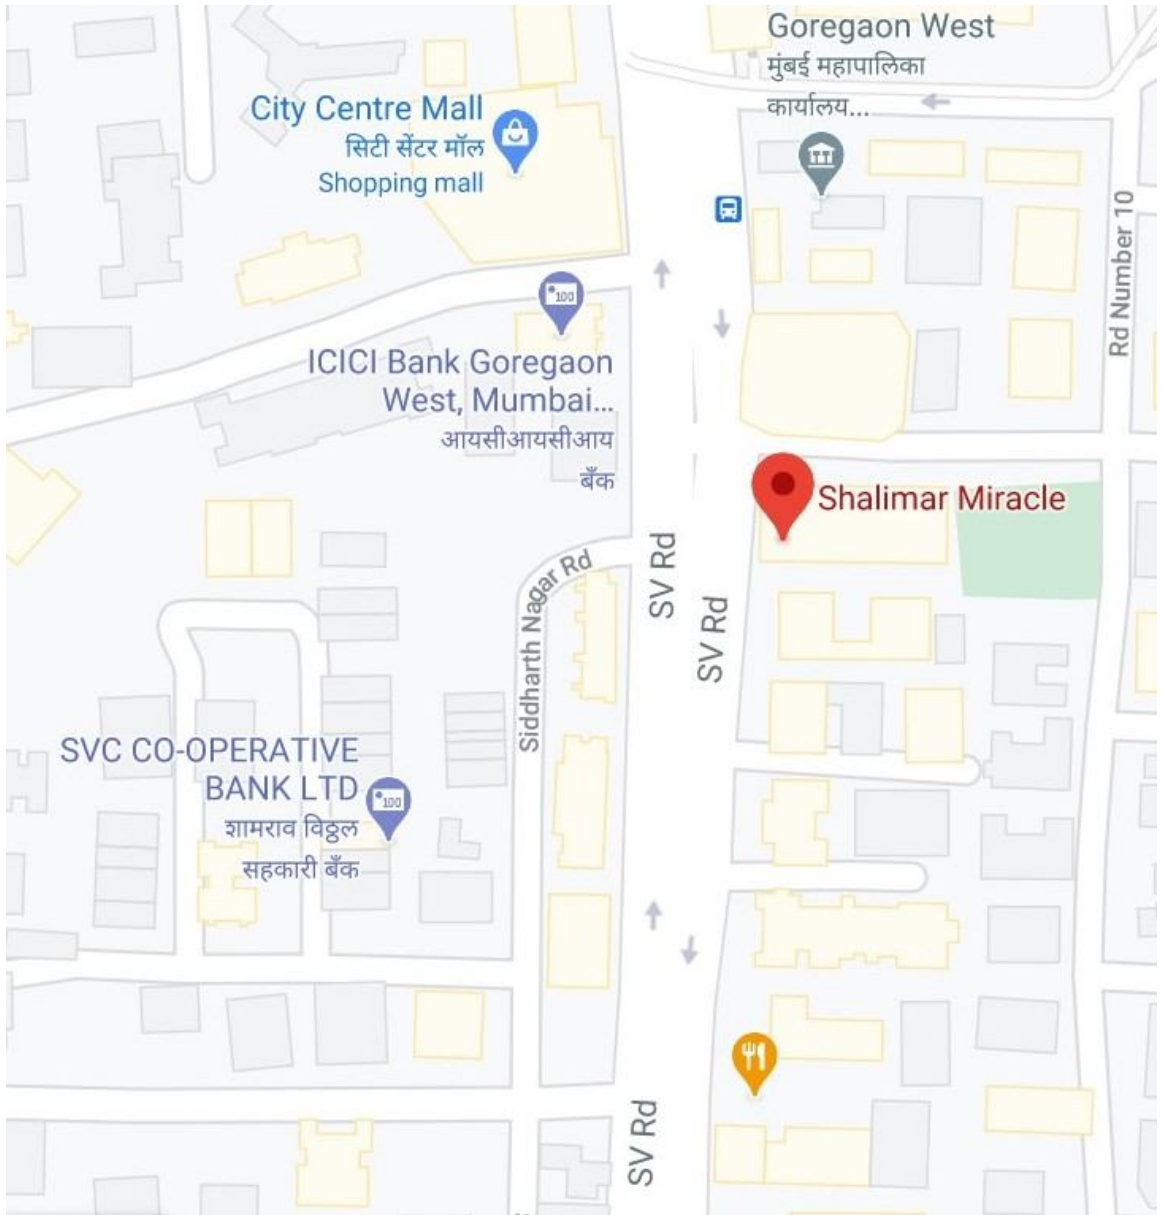 Goregaon West
मुंबई महापालिका
कार्यालय...
City Centre Mall
सिटी सेंटर मॉल
Shopping mall
Rd Number 10
100
ICICI Bank Goregaon
West, Mumbai...
आयसीआयसीआय
बँक
Shalimar Miracle
SV Rd
SV Rd
Siddharth Nagar Rd
SVC CO-OPERATIVE
BANK LTD
100
शामराव विठ्ठल
सहकारी बँक
SV Rd